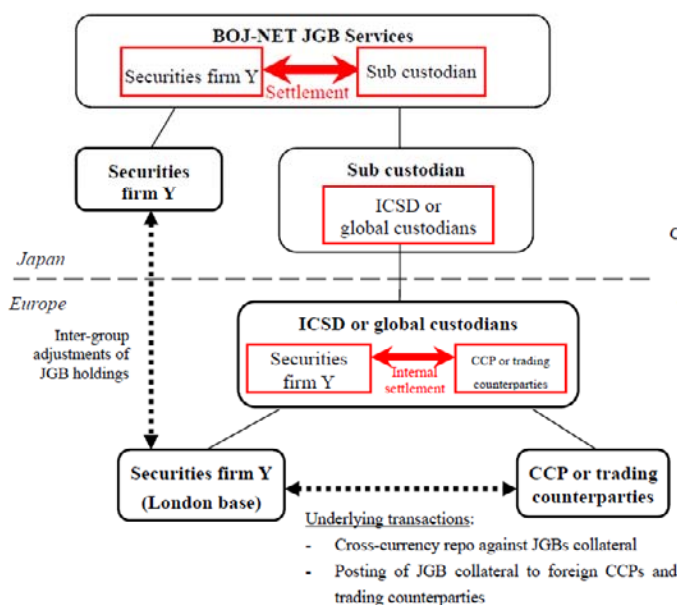 BOJ-NET JGB Services
Securities firm Y
Settlement
Sub custodian
Securities
firm Y
Sub custodian
ICSD or
global custodians
Japan
Europe
Inter-group
adjustments of
JGB holdings
ICSD or global custodians
Securities
firm Y
Internal
settlement
CCP or trading
counterparties
Securities firm Y
(London base)
CCP or trading
counterparties
Underlying transactions:
- Cross-currency repo against JGBs collateral
- Posting of JGB collateral to foreign CCPs and
trading counterparties